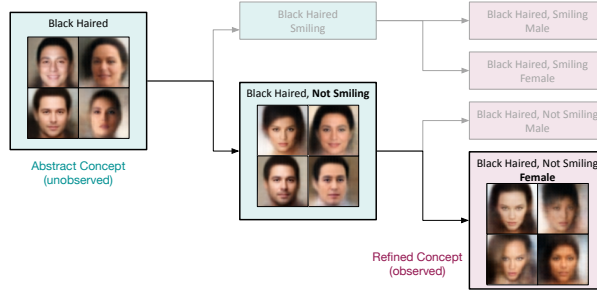 Black Haired
Abstract Concept
(unobserved)
Black Haired
Smiling
Black Haired, Not Smiling
Black Haired, Smiling
Male
Black Haired, Smiling
Female
Black Haired, Not Smiling
Male
Black Haired, Not Smiling
Female
Refined Concept
(observed)